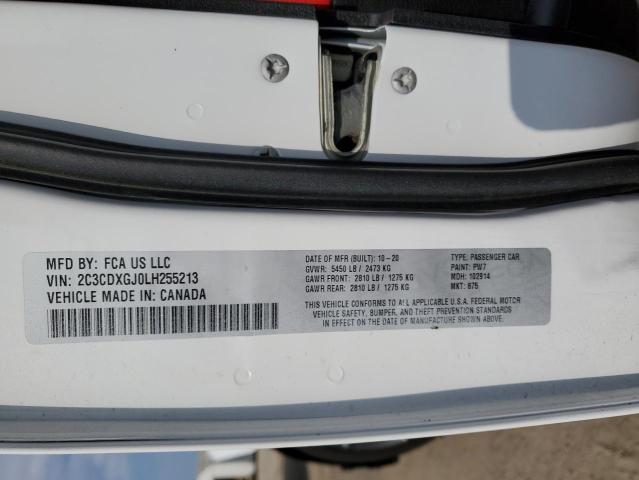 MFD BY: FCA US LLC
VIN: 2C3CDXGJ0LH255213
VEHICLE MADE IN: CANADA
DATE OF MFR (BUILT): 10-20
GVWR: 5450 LB / 2473 KG
GAWR FRONT: 2810 LB / 1275 KG
GAWR REAR: 2810 LB / 1275 KG
TYPE: PASSENGER CAR
PAINT: PW7
MDH: 102914
MKT: 675
THIS VEHICLE CONFORMS TO ALL APPLICABLE U.S.A. FEDERAL MOTOR
VEHICLE SAFETY, BUMPER, AND THEFT PREVENTION STANDARDS
IN EFFECT ON THE DATE OF MANUFACTURE SHOWN ABOVE.